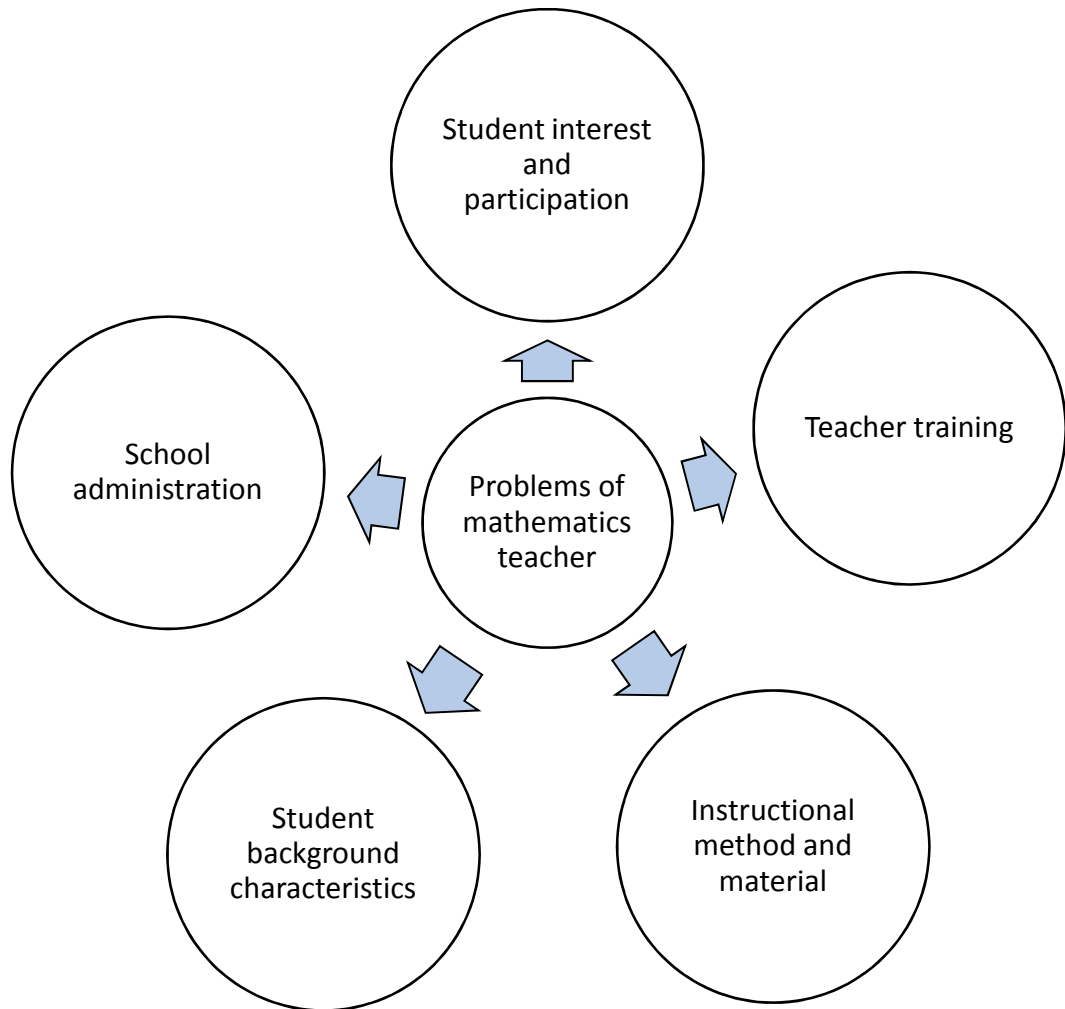 Student interest
and
participation
Teacher training
School
administration
Problems of
mathematics
teacher
Student
background
characteristics
Instructional
method and
material